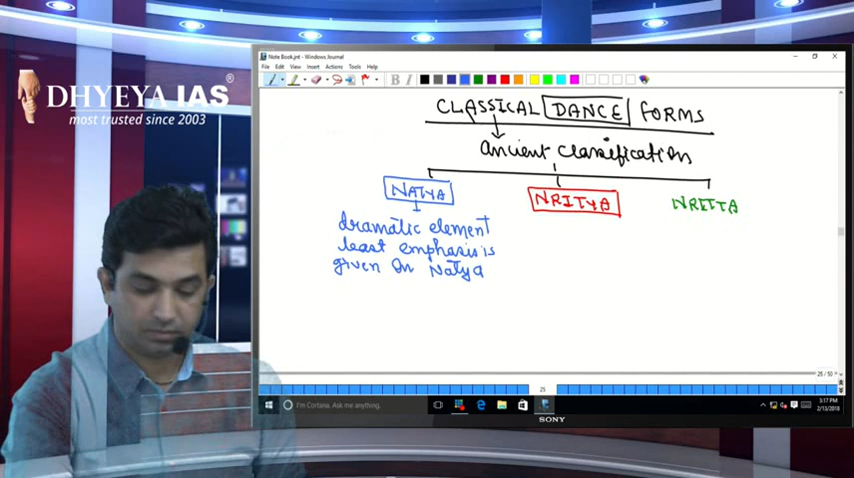 DHYEYA IAS®
most trusted since 2003
Note Book.jnt - Windows Journal
File Edit View Insert Actions Tools Help
B I
CLASSICAL DANCE FORMS
Ancient classification
NATYA NRITYA NRITTA
dramatic element
least emphasis is
given on Natya
25 / 50
25
I'm Cortana. Ask me anything.
3:17 PM
2/13/2018
SONY